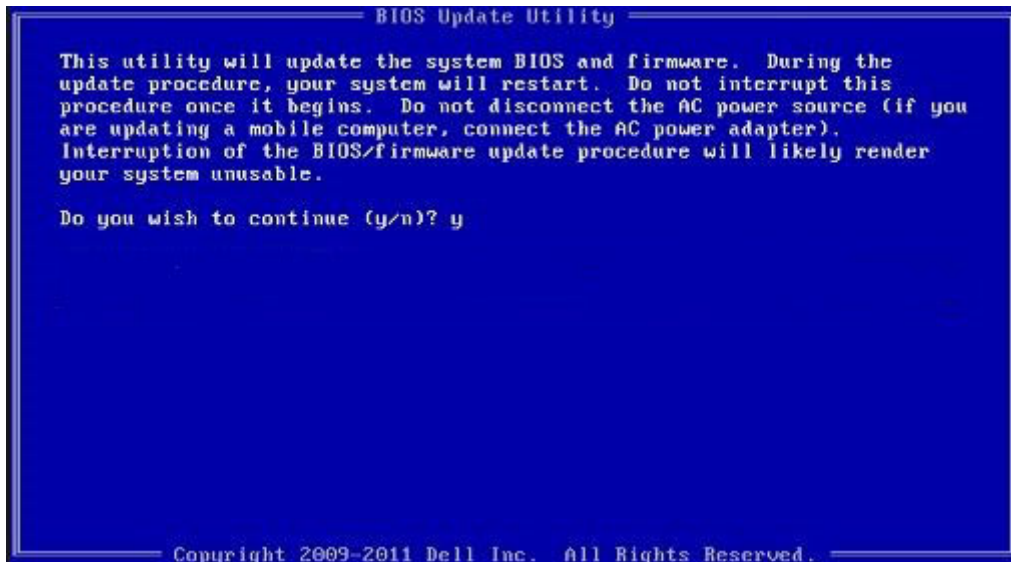 BIOS Update Utility
This utility will update the system BIOS and firmware. During the
update procedure, your system will restart. Do not interrupt this
procedure once it begins. Do not disconnect the AC power source (if you
are updating a mobile computer, connect the AC power adapter).
Interruption of the BIOS/firmware update procedure will likely render
your system unusable.
Do you wish to continue (y/n)? y
Copyright 2009-2011 Dell Inc. All Rights Reserved.